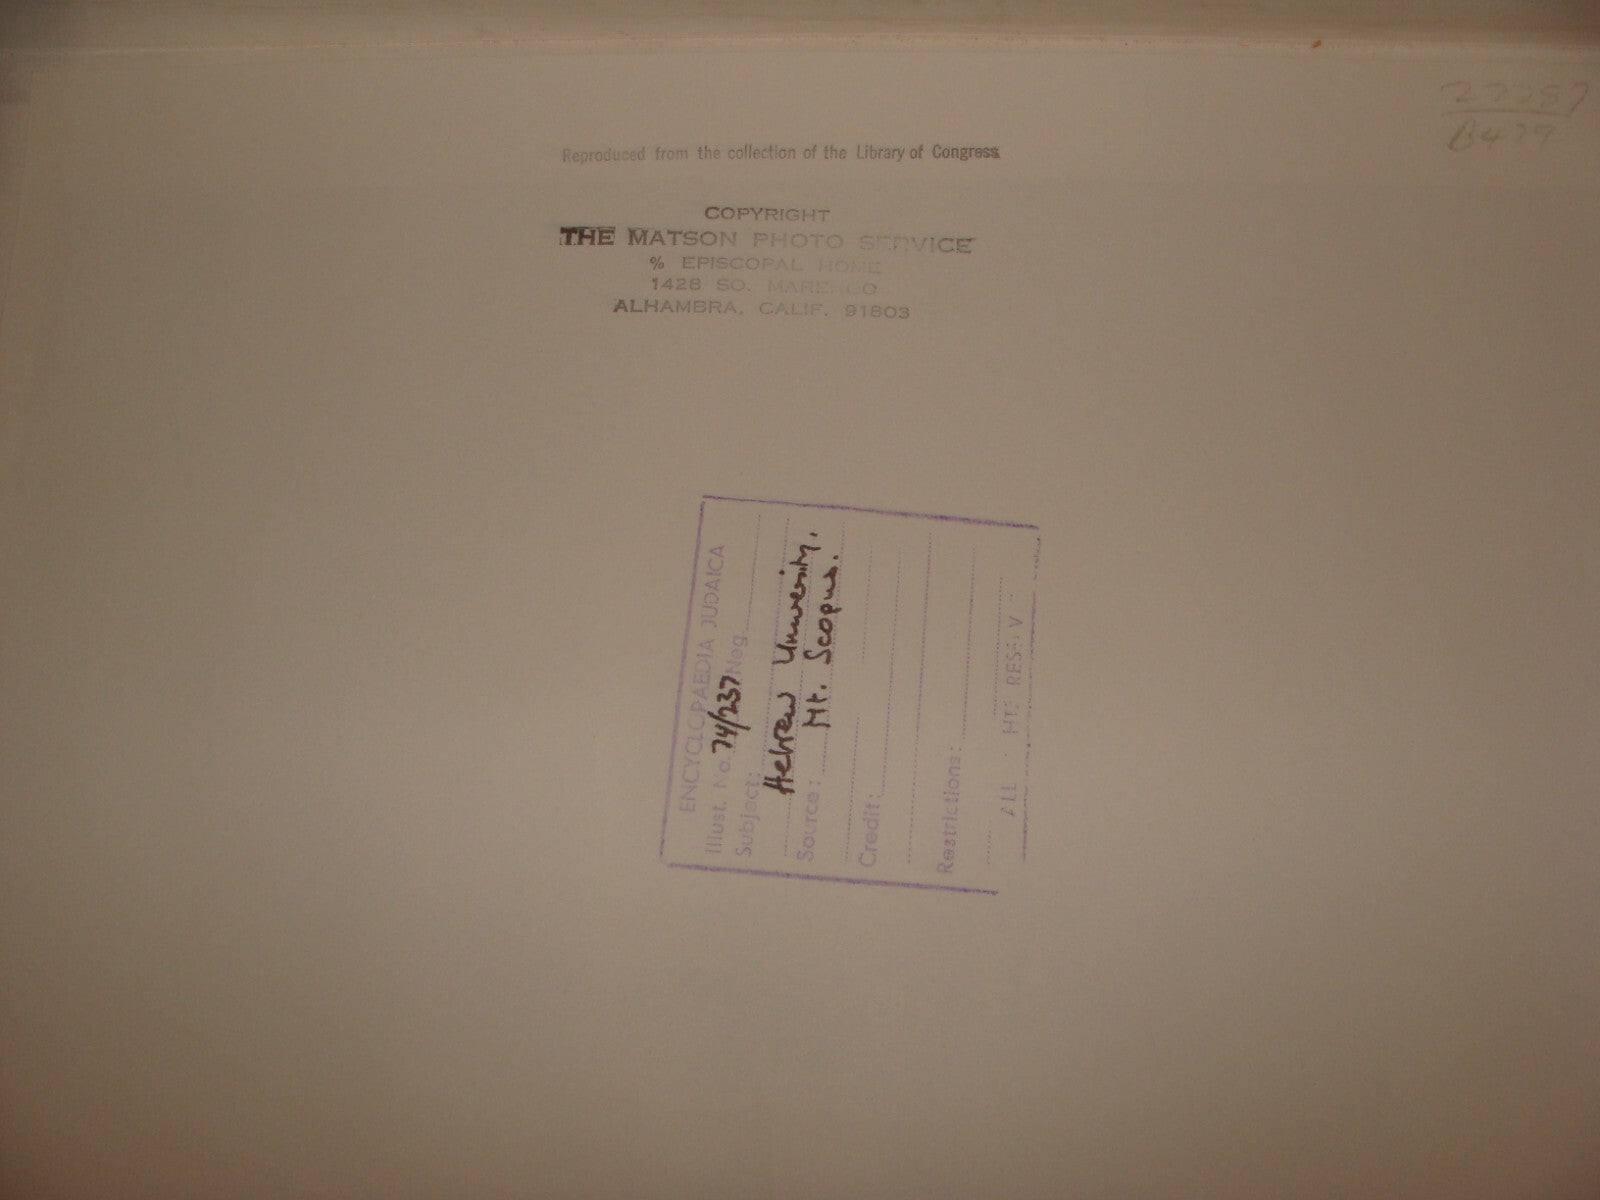 Reproduced from the collection of the Library of Congress
COPYRIGHT
THE MATSON PHOTO SERVICE
% EPISCOPAL HOME
1428 SO. MARENGO
ALHAMBRA, CALIF. 91803
ENCYCLOPAEDIA JUDAICA
Illust. No. 74/237 Neg.
Subject:
Hebrew University.
Source: Mt. Scopus.
Credit:
Restrictions:
ALL